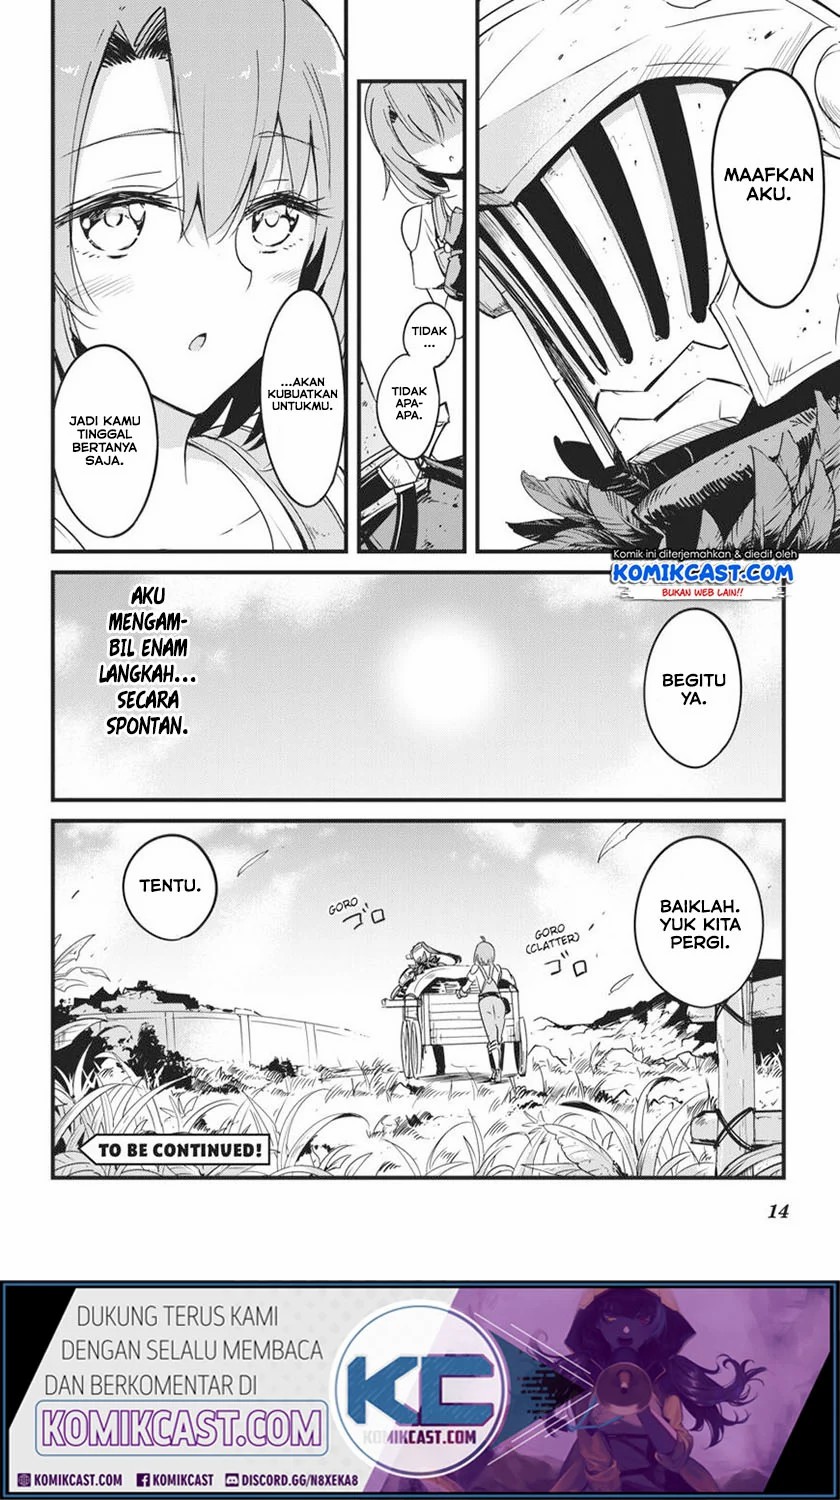 MAAFKAN
AKU.
TIDAK
...
TIDAK
APA-
APA.
...AKAN
KUBUATKAN
UNTUKMU.
JADI KAMU
TINGGAL
BERTANYA
SAJA.
Komik ini diterjemahkan & diedit oleh
KOMIKCAST.COM
BUKAN WEB LAIN!!
BEGITU
YA.
AKU
MENGAM-
BIL ENAM
LANGKAH...
SECARA
SPONTAN.
BAIKLAH.
YUK KITA
PERGI.
GORO
(CLATTER)
ゴロ
GORO
ゴロ
TENTU.
TO BE CONTINUED!
14
DUKUNG TERUS KAMI
DENGAN SELALU MEMBACA
DAN BERKOMENTAR DI
KOMIKCAST.COM
KC
KOMIKCAST.COM
KOMIKCAST.COM KOMIKCAST DISCORD.GG/N8XEKA8